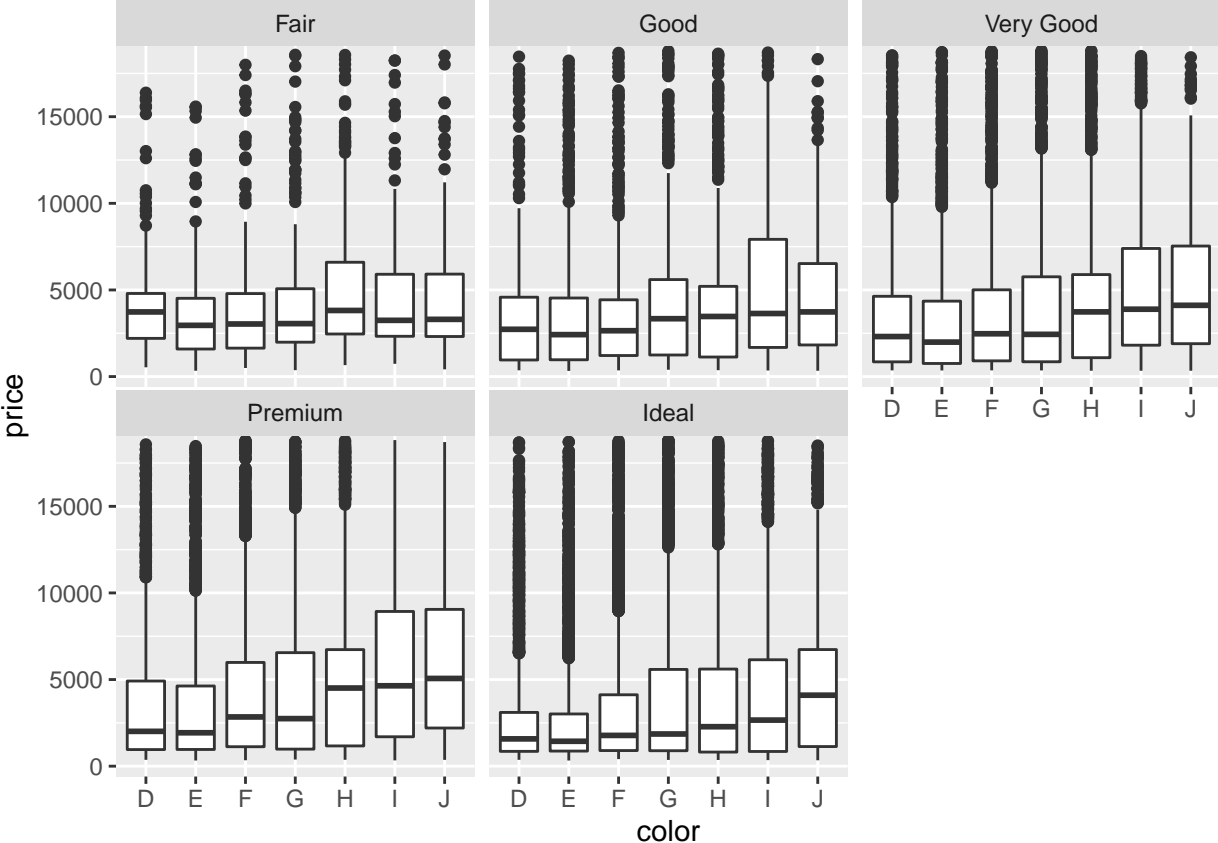 Fair Good Very Good
15000
10000
5000
0
D E F G H I J
price
Premium Ideal
15000
10000
5000
0
D E F G H I J D E F G H I J
color